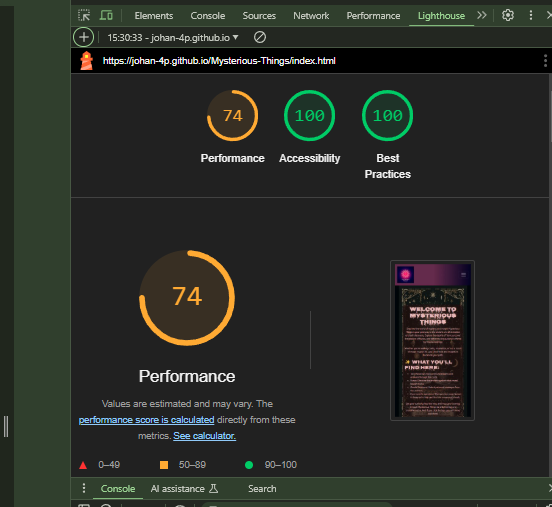 Elements Console Sources Network Performance Lighthouse
15:30:33 - johan-4p.github.io
https://johan-4p.github.io/Mysterious-Things/index.html
74 100 100
Performance Accessibility Best
Practices
74
Performance
Values are estimated and may vary. The
performance score is calculated directly from these
metrics. See calculator.
0–49 50–89 90–100
WELCOME TO
MYSTERIOUS
THINGS
WHAT YOU'LL
FIND HERE:
Console AI assistance Search